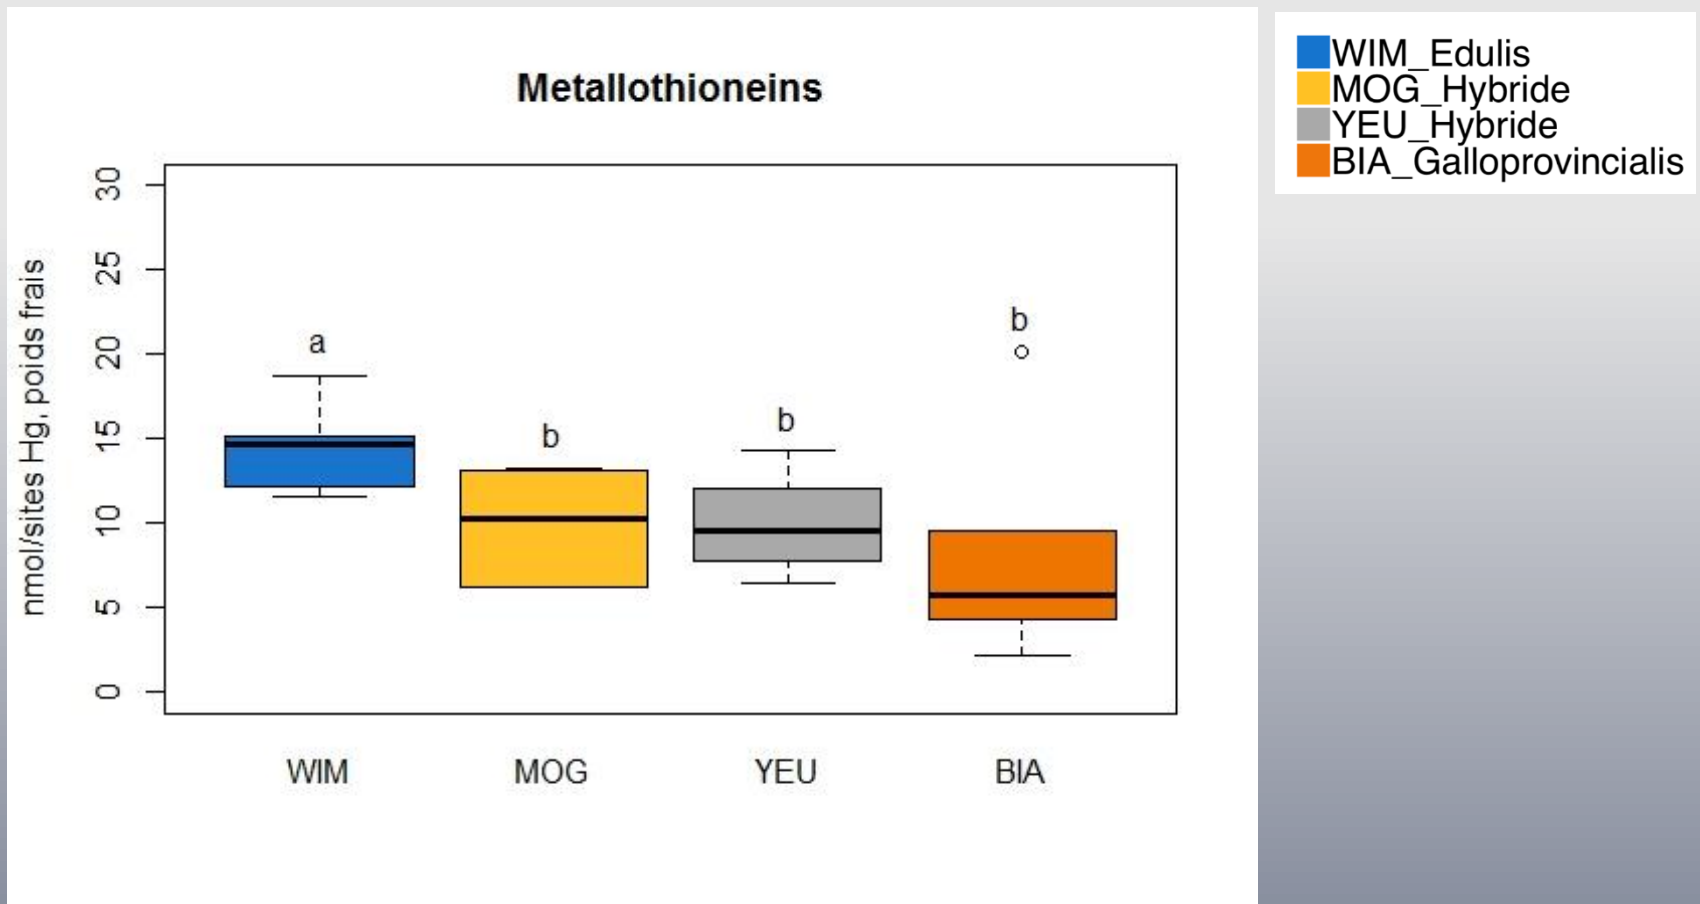 Metallothioneins
WIM_Edulis
MOG_Hybride
YEU_Hybride
BIA_Galloprovincialis
nmol/sites Hg, poids frais
30
25
20
15
10
5
0
a
b
b
b
WIM
MOG
YEU
BIA